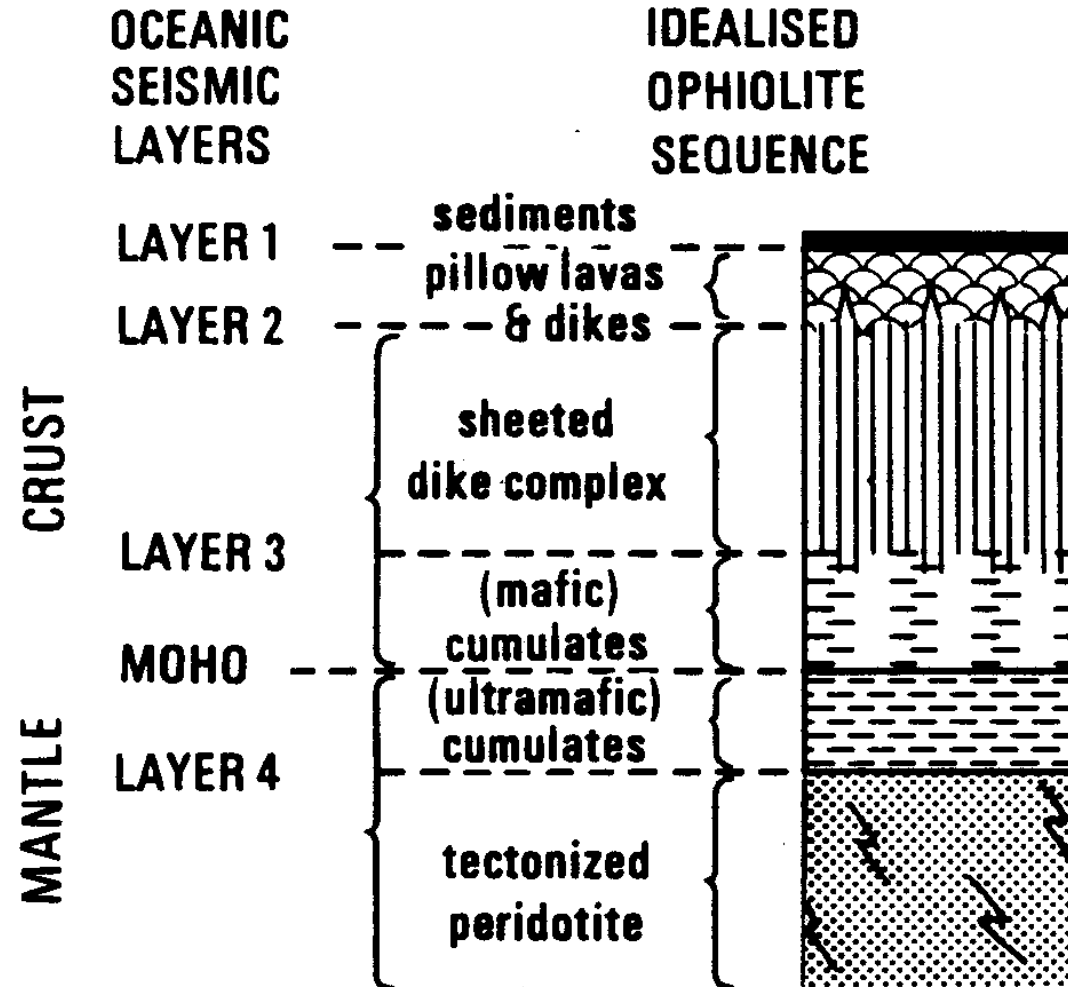 OCEANIC
SEISMIC
LAYERS
IDEALISED
OPHIOLITE
SEQUENCE
LAYER 1
sediments
pillow lavas
LAYER 2
& dikes
CRUST
sheeted
dike complex
LAYER 3
(mafic)
cumulates
MOHO
(ultramafic)
cumulates
MANTLE
LAYER 4
tectonized
peridotite